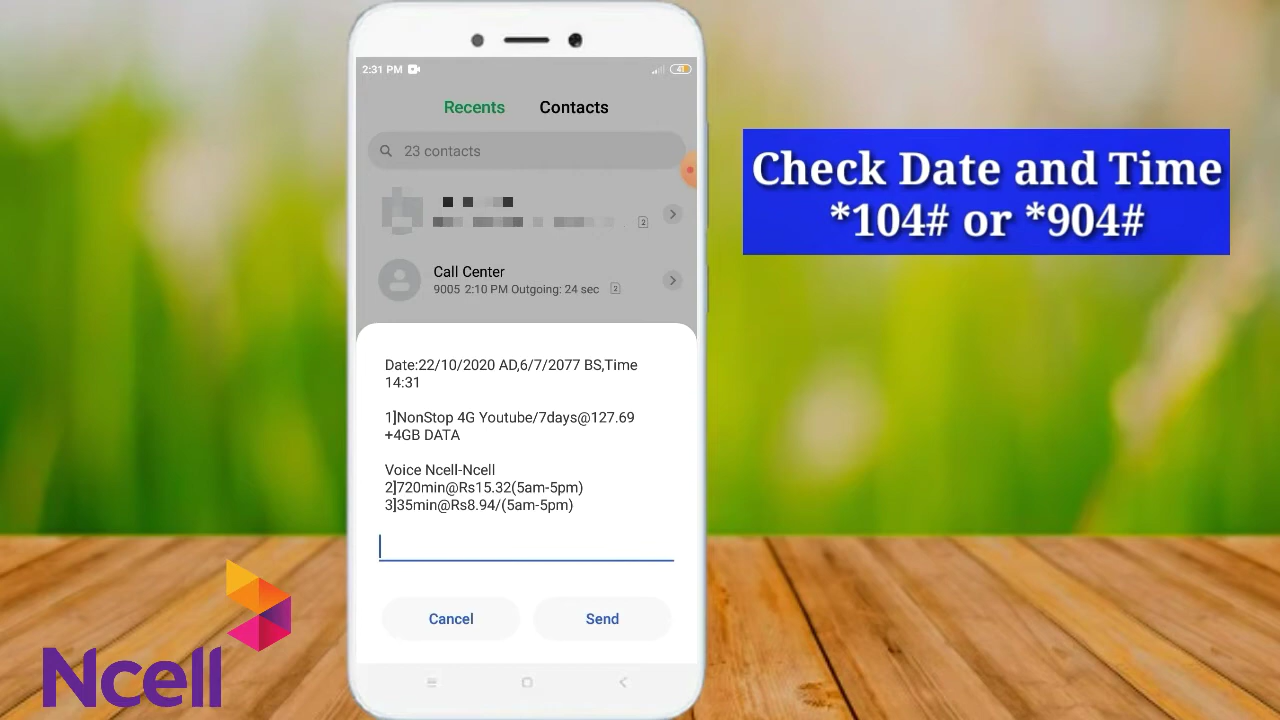 2:31 PM
41
Recents Contacts
23 contacts
2
Call Center
9005 2:10 PM Outgoing: 24 sec 2
Date:22/10/2020 AD,6/7/2077 BS,Time
14:31
1]NonStop 4G Youtube/7days@127.69
+4GB DATA
Voice Ncell-Ncell
2]720min@Rs15.32(5am-5pm)
3]35min@Rs8.94/(5am-5pm)
Cancel Send
Check Date and Time
*104# or *904#
Ncell